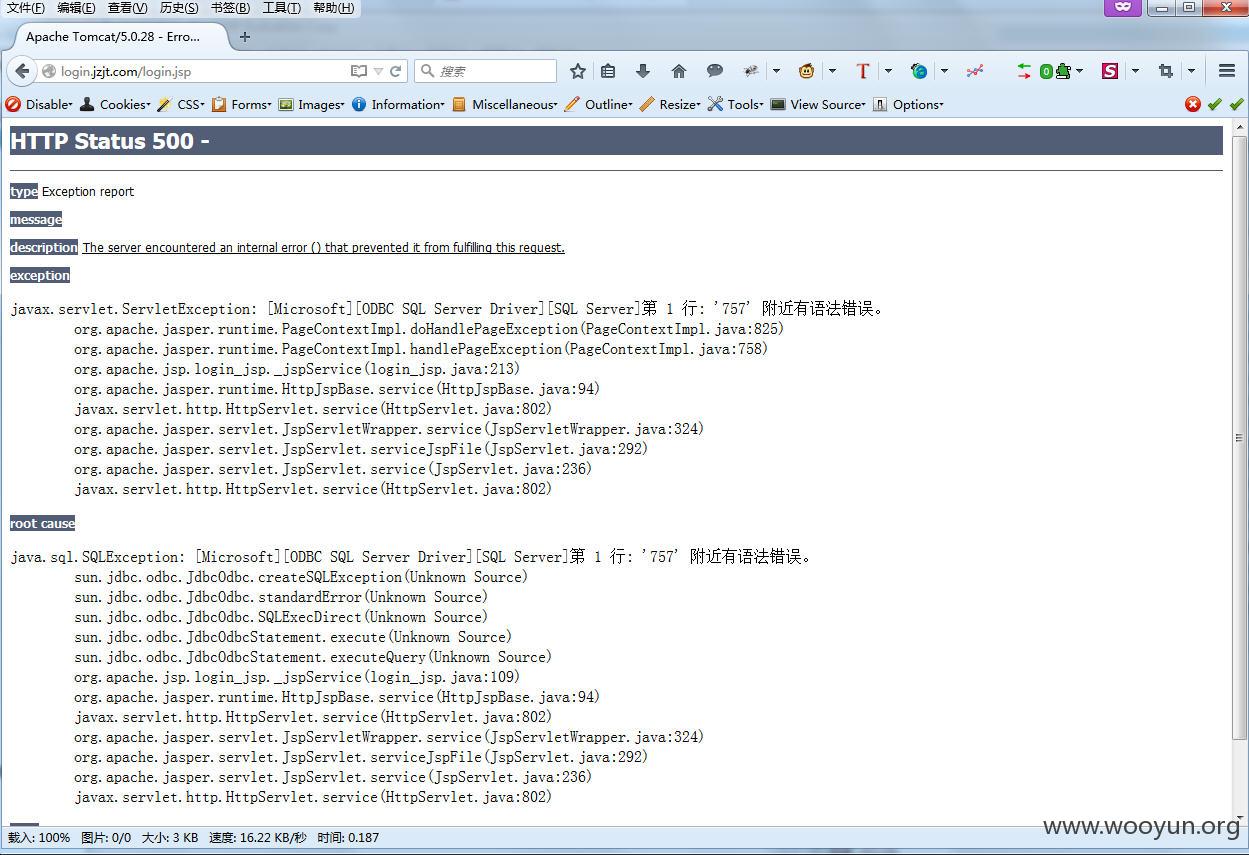 文件(F) 编辑(E) 查看(V) 历史(S) 书签(B) 工具(T) 帮助(H)
Apache Tomcat/5.0.28 - Erro...
login.jzjt.com/login.jsp
搜索
Disable Cookies CSS Forms Images Information Miscellaneous Outline Resize Tools View Source Options
HTTP Status 500 -
type Exception report
message
description The server encountered an internal error () that prevented it from fulfilling this request.
exception
javax.servlet.ServletException: [Microsoft][ODBC SQL Server Driver][SQL Server]第 1 行: '757' 附近有语法错误。
org.apache.jasper.runtime.PageContextImpl.doHandlePageException(PageContextImpl.java:825)
org.apache.jasper.runtime.PageContextImpl.handlePageException(PageContextImpl.java:758)
org.apache.jsp.login_jsp._jspService(login_jsp.java:213)
org.apache.jasper.runtime.HttpJspBase.service(HttpJspBase.java:94)
javax.servlet.http.HttpServlet.service(HttpServlet.java:802)
org.apache.jasper.servlet.JspServletWrapper.service(JspServletWrapper.java:324)
org.apache.jasper.servlet.JspServlet.serviceJspFile(JspServlet.java:292)
org.apache.jasper.servlet.JspServlet.service(JspServlet.java:236)
javax.servlet.http.HttpServlet.service(HttpServlet.java:802)
root cause
java.sql.SQLException: [Microsoft][ODBC SQL Server Driver][SQL Server]第 1 行: '757' 附近有语法错误。
sun.jdbc.odbc.JdbcOdbc.createSQLException(Unknown Source)
sun.jdbc.odbc.JdbcOdbc.standardError(Unknown Source)
sun.jdbc.odbc.JdbcOdbc.SQLExecDirect(Unknown Source)
sun.jdbc.odbc.JdbcOdbcStatement.execute(Unknown Source)
sun.jdbc.odbc.JdbcOdbcStatement.executeQuery(Unknown Source)
org.apache.jsp.login_jsp._jspService(login_jsp.java:109)
org.apache.jasper.runtime.HttpJspBase.service(HttpJspBase.java:94)
javax.servlet.http.HttpServlet.service(HttpServlet.java:802)
org.apache.jasper.servlet.JspServletWrapper.service(JspServletWrapper.java:324)
org.apache.jasper.servlet.JspServlet.serviceJspFile(JspServlet.java:292)
org.apache.jasper.servlet.JspServlet.service(JspServlet.java:236)
javax.servlet.http.HttpServlet.service(HttpServlet.java:802)
载入: 100% 图片: 0/0 大小: 3 KB 速度: 16.22 KB/秒 时间: 0.187
www.wooyun.org